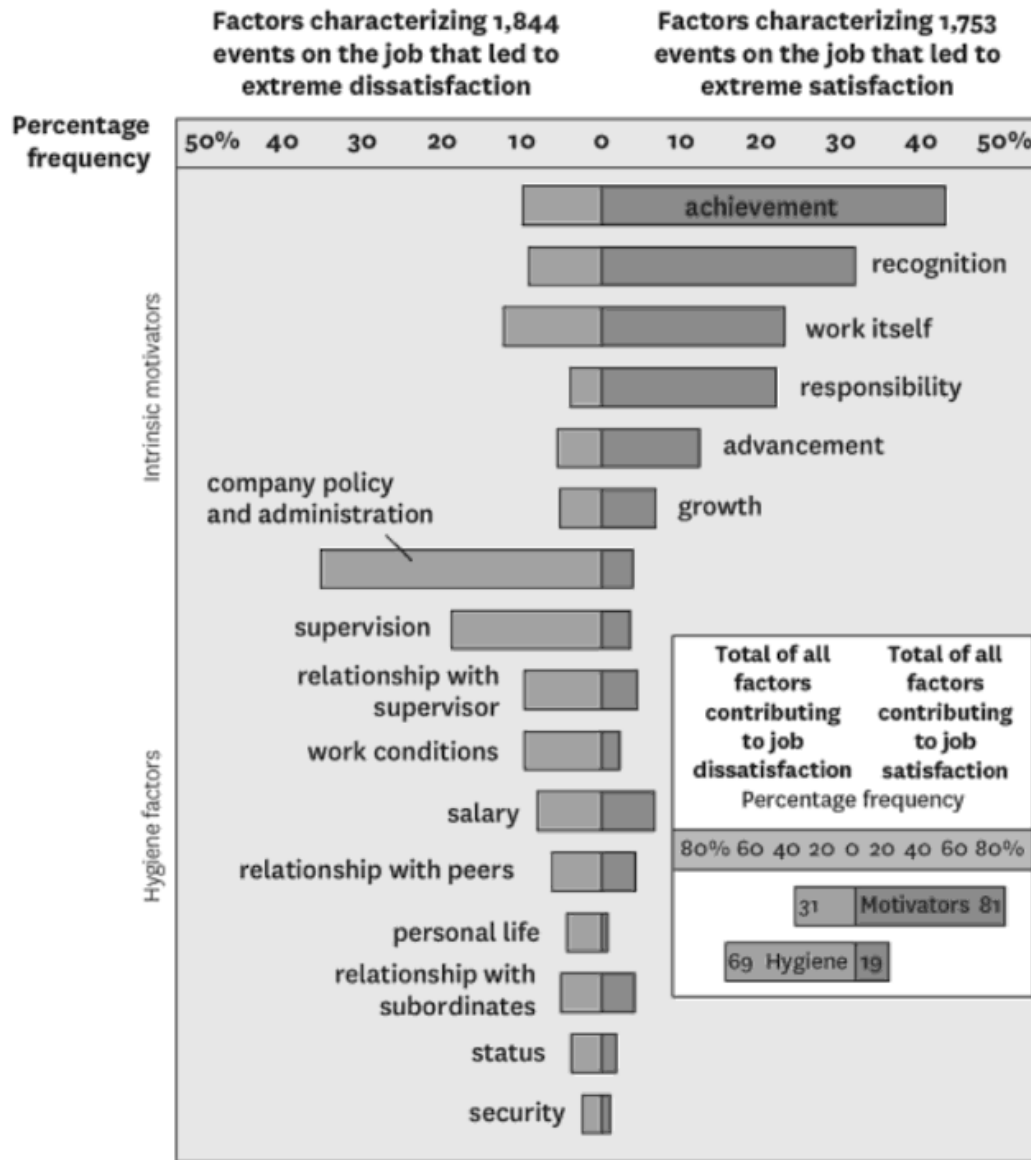 Factors characterizing 1,844
events on the job that led to
extreme dissatisfaction
Factors characterizing 1,753
events on the job that led to
extreme satisfaction
Percentage
frequency
50% 40 30 20 10 0 10 20 40 50%
Intrinsic motivators
achievement
recognition
work itself
responsibility
advancement
growth
company policy
and administration
Hygiene factors
supervision
relationship with
supervisor
work conditions
salary
relationship with peers
personal life
relationship with
subordinates
status
security
Total of all
factors
contributing
to job
dissatisfaction
Total of all
factors
contributing
to job
satisfaction
Percentage frequency
80% 60 40 20 0 20 40 60 80%
31 Motivators 81
69 Hygiene 19